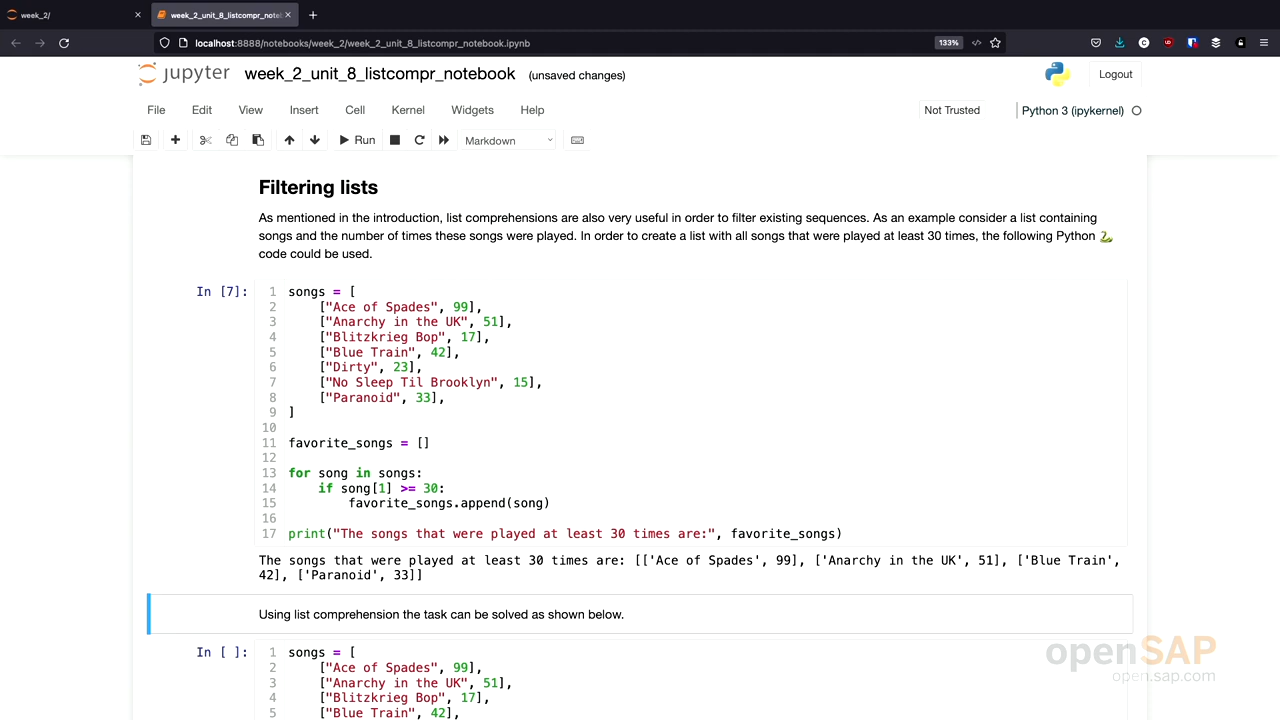 week_2/
week_2_unit_8_listcompr_note
localhost:8888/notebooks/week_2/week_2_unit_8_listcompr_notebook.ipynb
133%
jupyter week_2_unit_8_listcompr_notebook (unsaved changes)
Logout
File Edit View Insert Cell Kernel Widgets Help
Not Trusted
Python 3 (ipykernel)
Run
Markdown
Filtering lists
As mentioned in the introduction, list comprehensions are also very useful in order to filter existing sequences. As an example consider a list containing
songs and the number of times these songs were played. In order to create a list with all songs that were played at least 30 times, the following Python 🐍
code could be used.
In [7]:
1 songs = [
2     ["Ace of Spades", 99],
3     ["Anarchy in the UK", 51],
4     ["Blitzkrieg Bop", 17],
5     ["Blue Train", 42],
6     ["Dirty", 23],
7     ["No Sleep Til Brooklyn", 15],
8     ["Paranoid", 33],
9 ]
10
11 favorite_songs = []
12
13 for song in songs:
14     if song[1] >= 30:
15         favorite_songs.append(song)
16
17 print("The songs that were played at least 30 times are:", favorite_songs)
The songs that were played at least 30 times are: [['Ace of Spades', 99], ['Anarchy in the UK', 51], ['Blue Train',
42], ['Paranoid', 33]]
Using list comprehension the task can be solved as shown below.
In [ ]:
1 songs = [
2     ["Ace of Spades", 99],
3     ["Anarchy in the UK", 51],
4     ["Blitzkrieg Bop", 17],
5     ["Blue Train", 42],
openSAP
open.sap.com